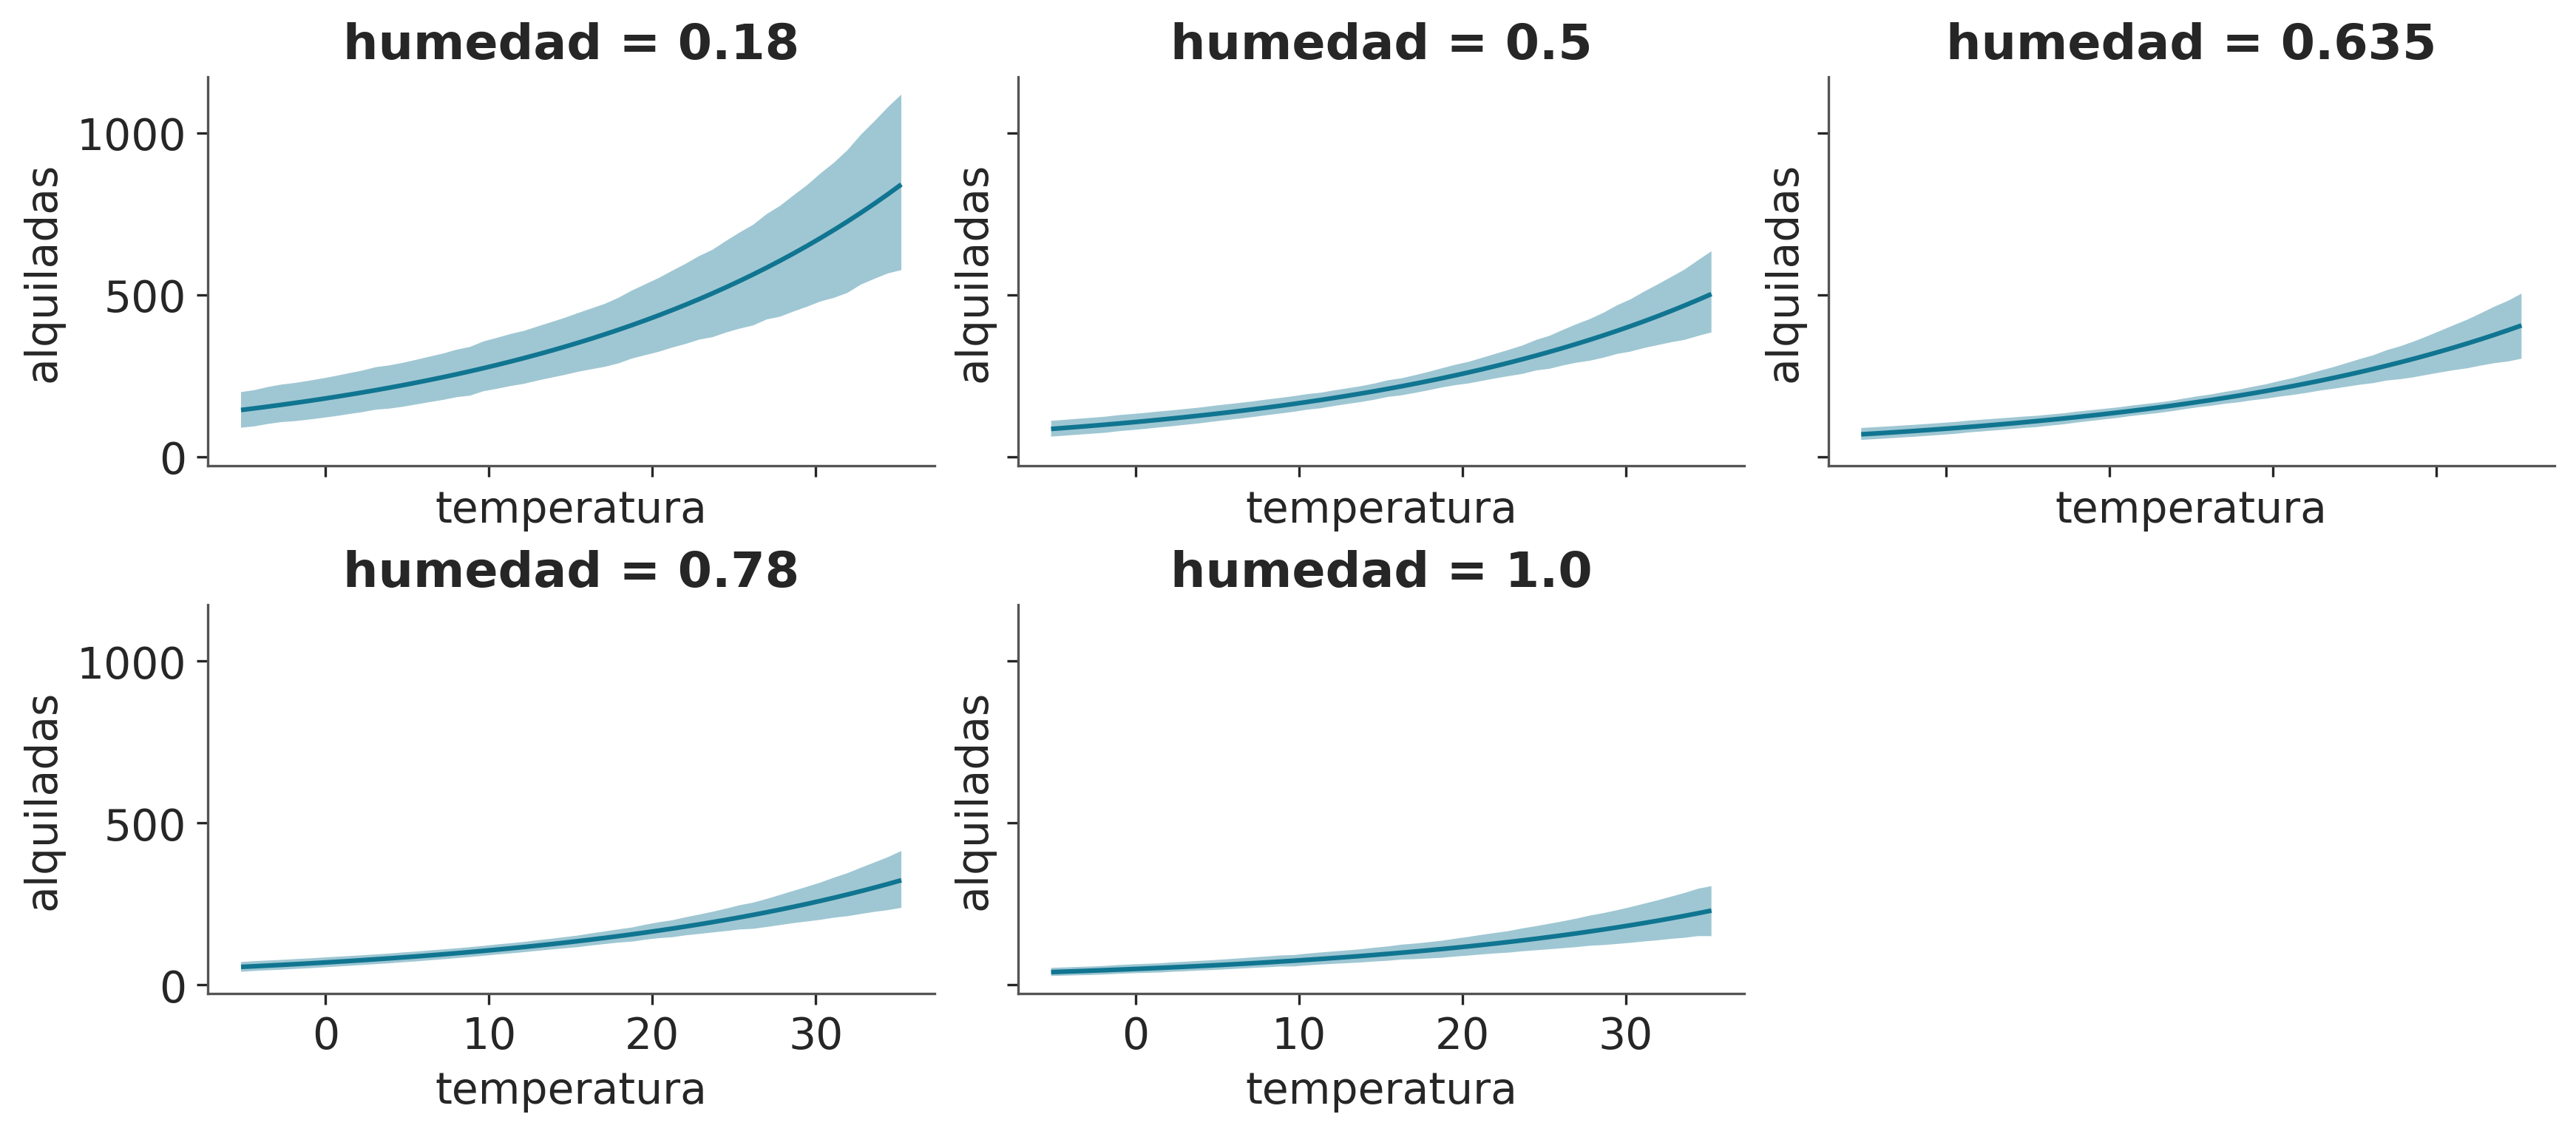 humedad = 0.18
humedad = 0.5
humedad = 0.635
1000
500
0
alquiladas
alquiladas
alquiladas
temperatura
temperatura
temperatura
humedad = 0.78
humedad = 1.0
1000
500
0
alquiladas
alquiladas
0 10 20 30
0 10 20 30
temperatura
temperatura